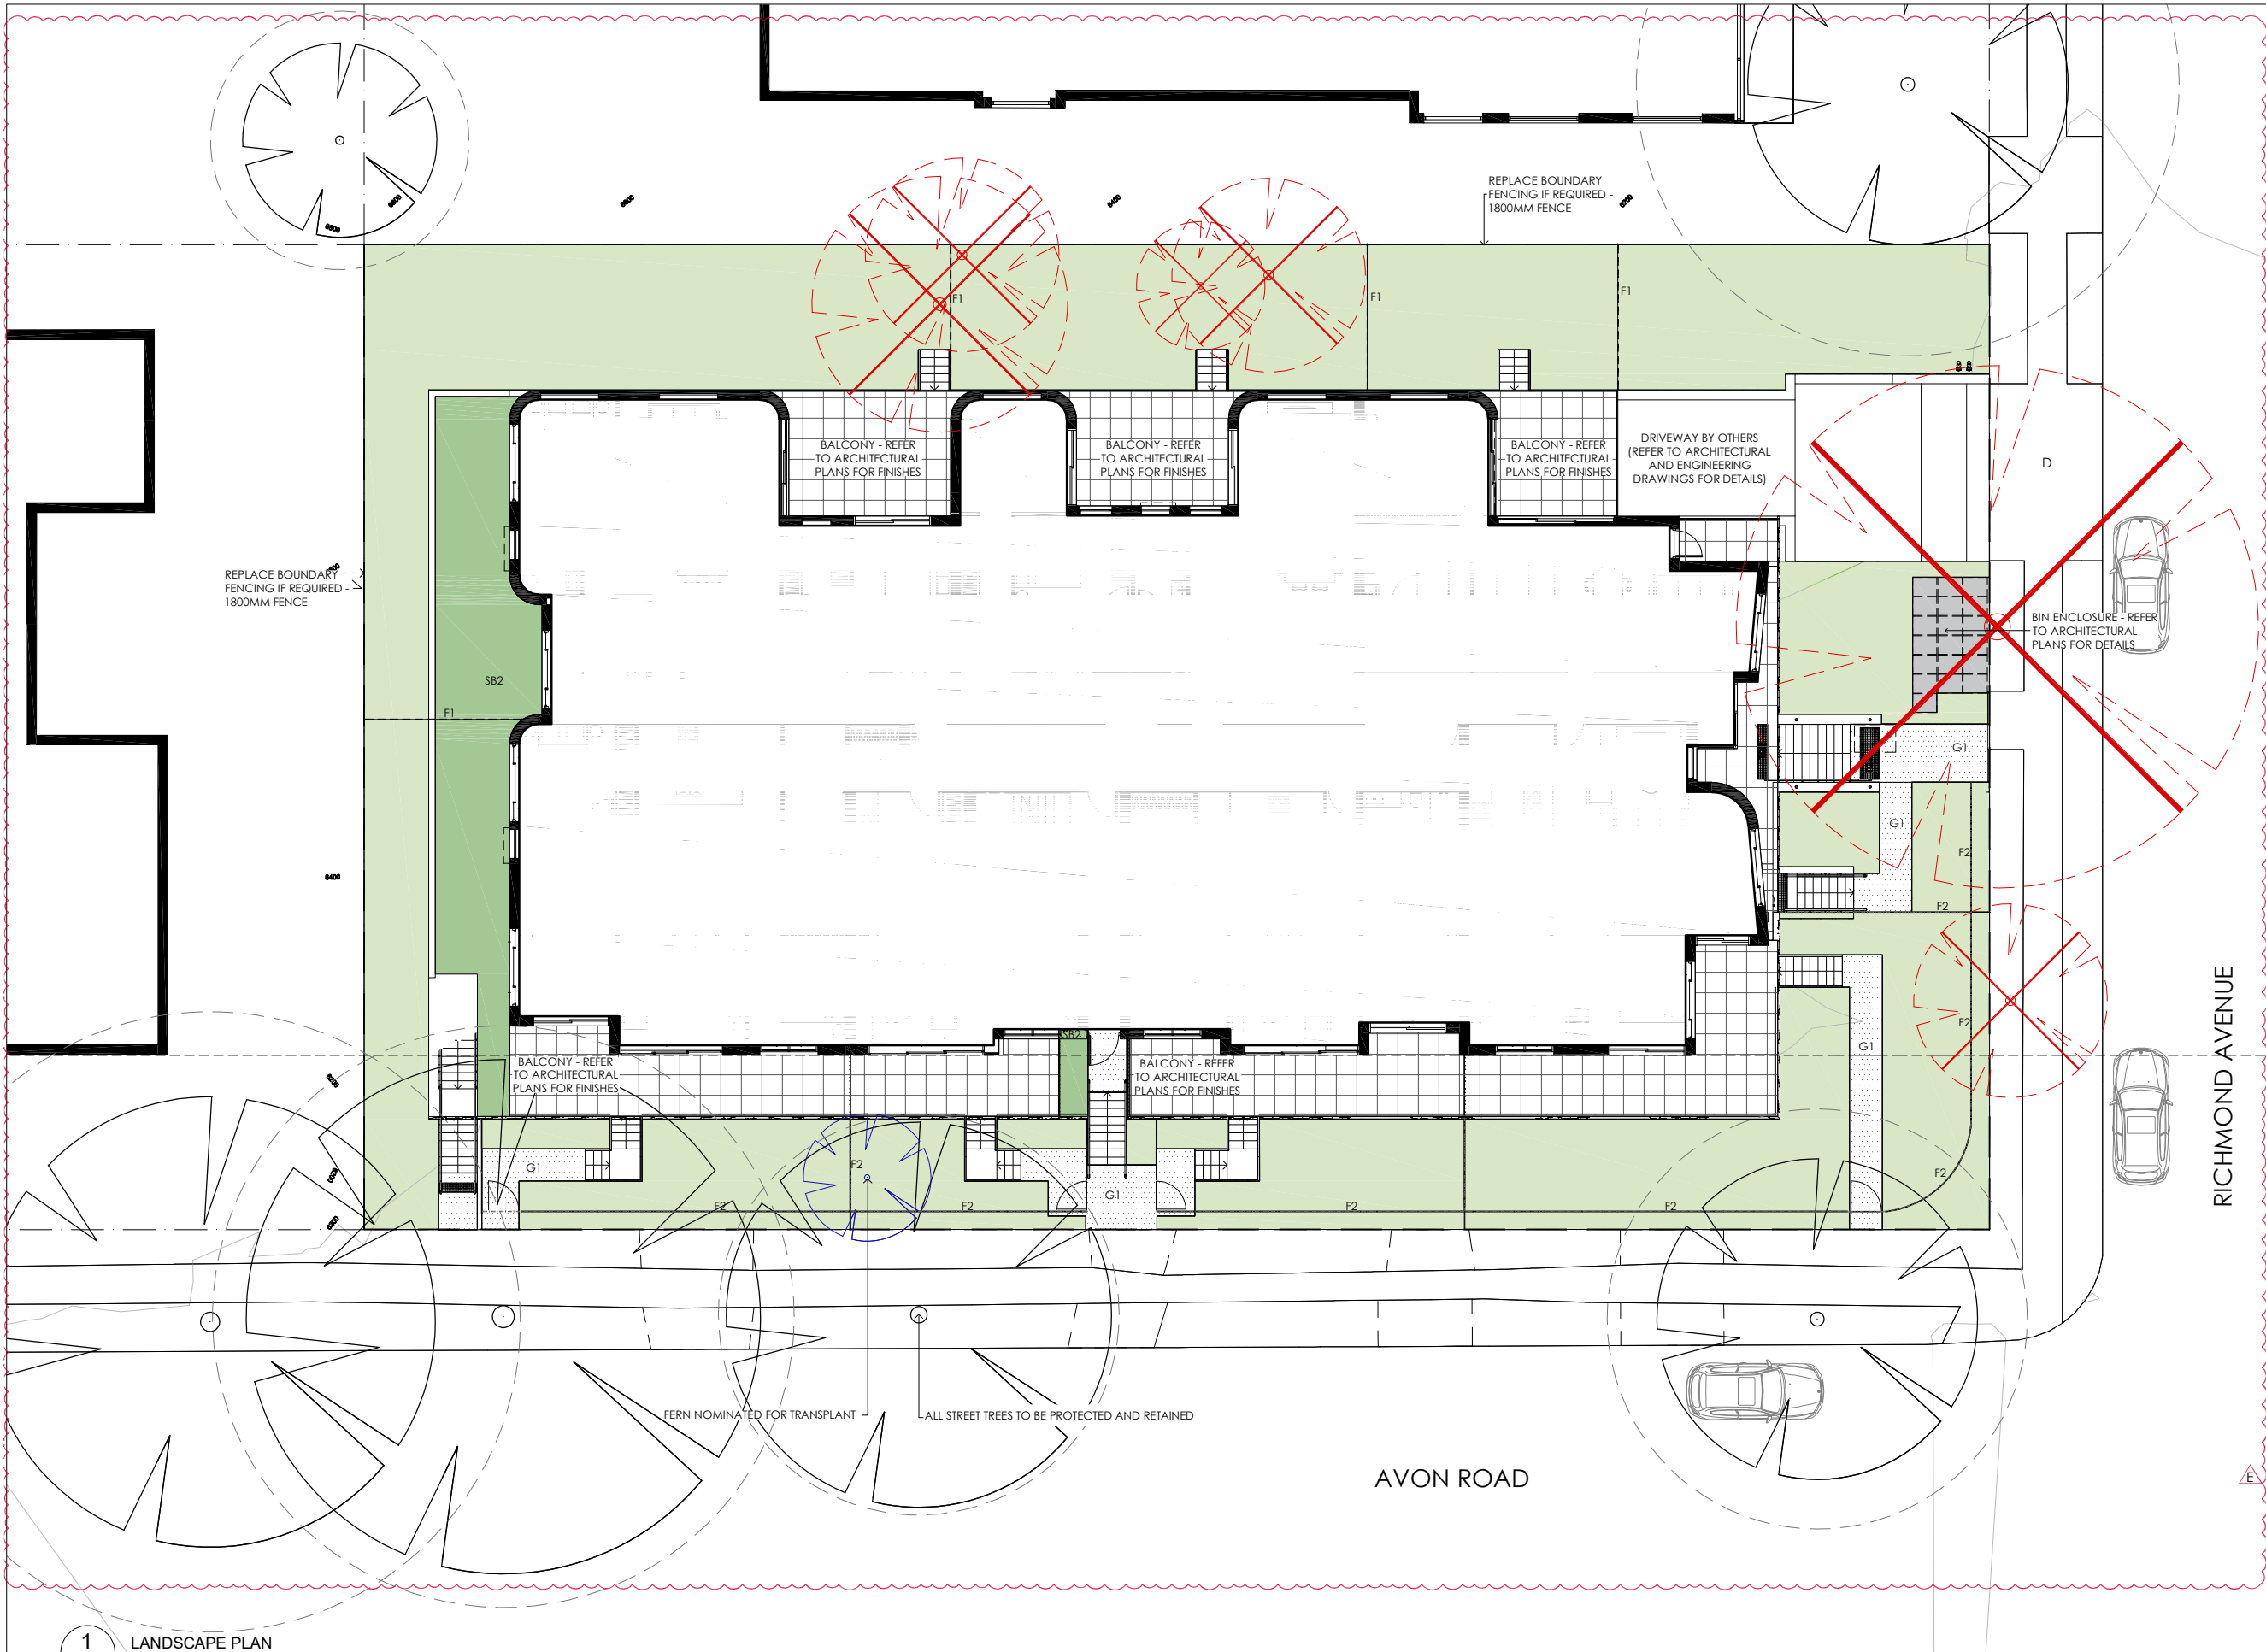 REPLACE BOUNDARY
FENCING IF REQUIRED -
1800MM FENCE
F1
F1
F1
BALCONY - REFER
TO ARCHITECTURAL
PLANS FOR FINISHES
BALCONY - REFER
TO ARCHITECTURAL
PLANS FOR FINISHES
BALCONY - REFER
TO ARCHITECTURAL
PLANS FOR FINISHES
DRIVEWAY BY OTHERS
(REFER TO ARCHITECTURAL
AND ENGINEERING
DRAWINGS FOR DETAILS)
D
REPLACE BOUNDARY
FENCING IF REQUIRED -
1800MM FENCE
BIN ENCLOSURE - REFER
TO ARCHITECTURAL
PLANS FOR DETAILS
SB2
F1
G1
G1
F2
F2
F2
G1
SB2
BALCONY - REFER
TO ARCHITECTURAL
PLANS FOR FINISHES
BALCONY - REFER
TO ARCHITECTURAL
PLANS FOR FINISHES
RICHMOND AVENUE
G1
F2
G1
F2
F2
F2
F2
F2
FERN NOMINATED FOR TRANSPLANT
ALL STREET TREES TO BE PROTECTED AND RETAINED
AVON ROAD
E
1
LANDSCAPE PLAN